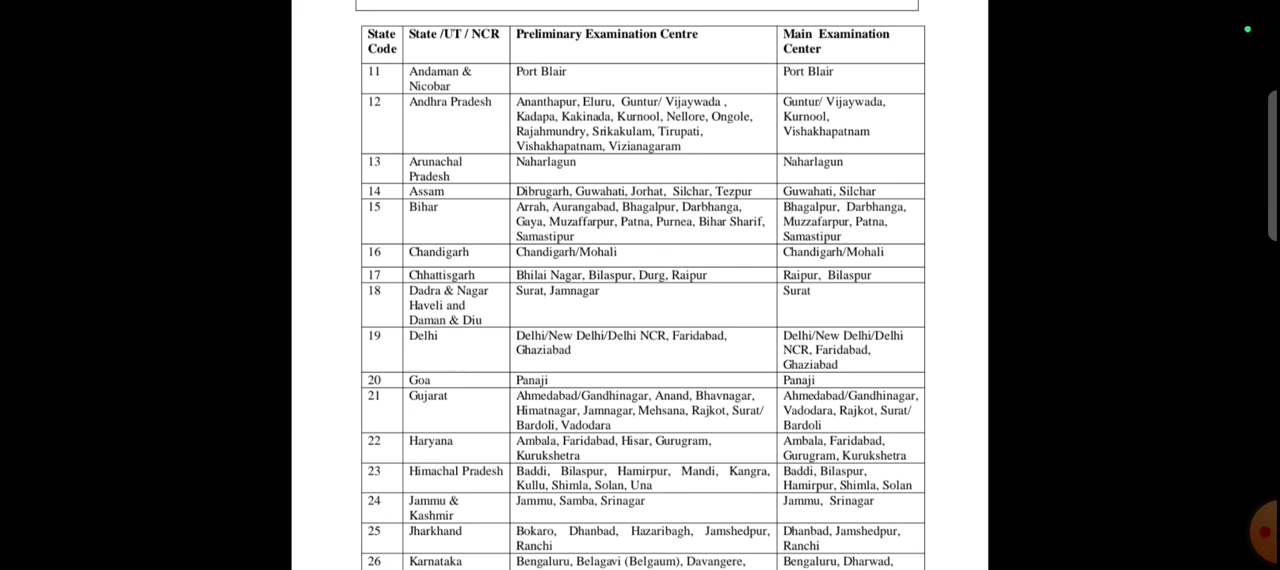 State Code State /UT / NCR Preliminary Examination Centre Main Examination Center
11 Andaman & Nicobar Port Blair Port Blair
12 Andhra Pradesh Ananthapur, Eluru, Guntur/ Vijaywada ,
Kadapa, Kakinada, Kurnool, Nellore, Ongole,
Rajahmundry, Srikakulam, Tirupati,
Vishakhapatnam, Vizianagaram
Guntur/ Vijaywada,
Kurnool,
Vishakhapatnam
13 Arunachal Pradesh Naharlagun Naharlagun
14 Assam Dibrugarh, Guwahati, Jorhat, Silchar, Tezpur Guwahati, Silchar
15 Bihar Arrah, Aurangabad, Bhagalpur, Darbhanga,
Gaya, Muzaffarpur, Patna, Purnea, Bihar Sharif,
Samastipur
Bhagalpur, Darbhanga,
Muzzafarpur, Patna,
Samastipur
16 Chandigarh Chandigarh/Mohali Chandigarh/Mohali
17 Chhattisgarh Bhilai Nagar, Bilaspur, Durg, Raipur Raipur, Bilaspur
18 Dadra & Nagar
Haveli and
Daman & Diu
Surat, Jamnagar Surat
19 Delhi Delhi/New Delhi/Delhi NCR, Faridabad,
Ghaziabad
Delhi/New Delhi/Delhi
NCR, Faridabad,
Ghaziabad
20 Goa Panaji Panaji
21 Gujarat Ahmedabad/Gandhinagar, Anand, Bhavnagar,
Himatnagar, Jamnagar, Mehsana, Rajkot, Surat/
Bardoli, Vadodara
Ahmedabad/Gandhinagar,
Vadodara, Rajkot, Surat/
Bardoli
22 Haryana Ambala, Faridabad, Hisar, Gurugram,
Kurukshetra
Ambala, Faridabad,
Gurugram, Kurukshetra
23 Himachal Pradesh Baddi, Bilaspur, Hamirpur, Mandi, Kangra,
Kullu, Shimla, Solan, Una
Baddi, Bilaspur,
Hamirpur, Shimla, Solan
24 Jammu &
Kashmir
Jammu, Samba, Srinagar Jammu, Srinagar
25 Jharkhand Bokaro, Dhanbad, Hazaribagh, Jamshedpur,
Ranchi
Dhanbad, Jamshedpur,
Ranchi
26 Karnataka Bengaluru, Belagavi (Belgaum), Davangere, Bengaluru, Dharwad,